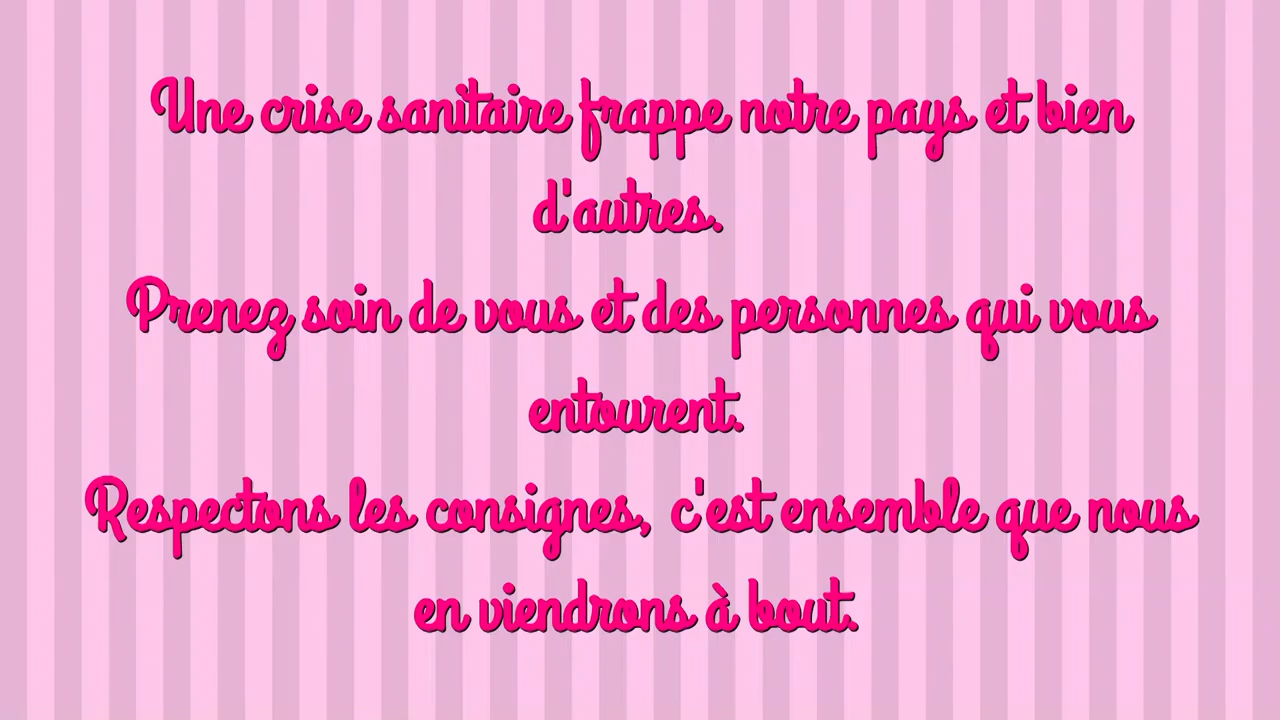 Une crise sanitaire frappe notre pays et bien
d'autres.
Prenez soin de vous et des personnes qui vous
entourent.
Respectons les consignes, c'est ensemble que nous
en viendrons à bout.